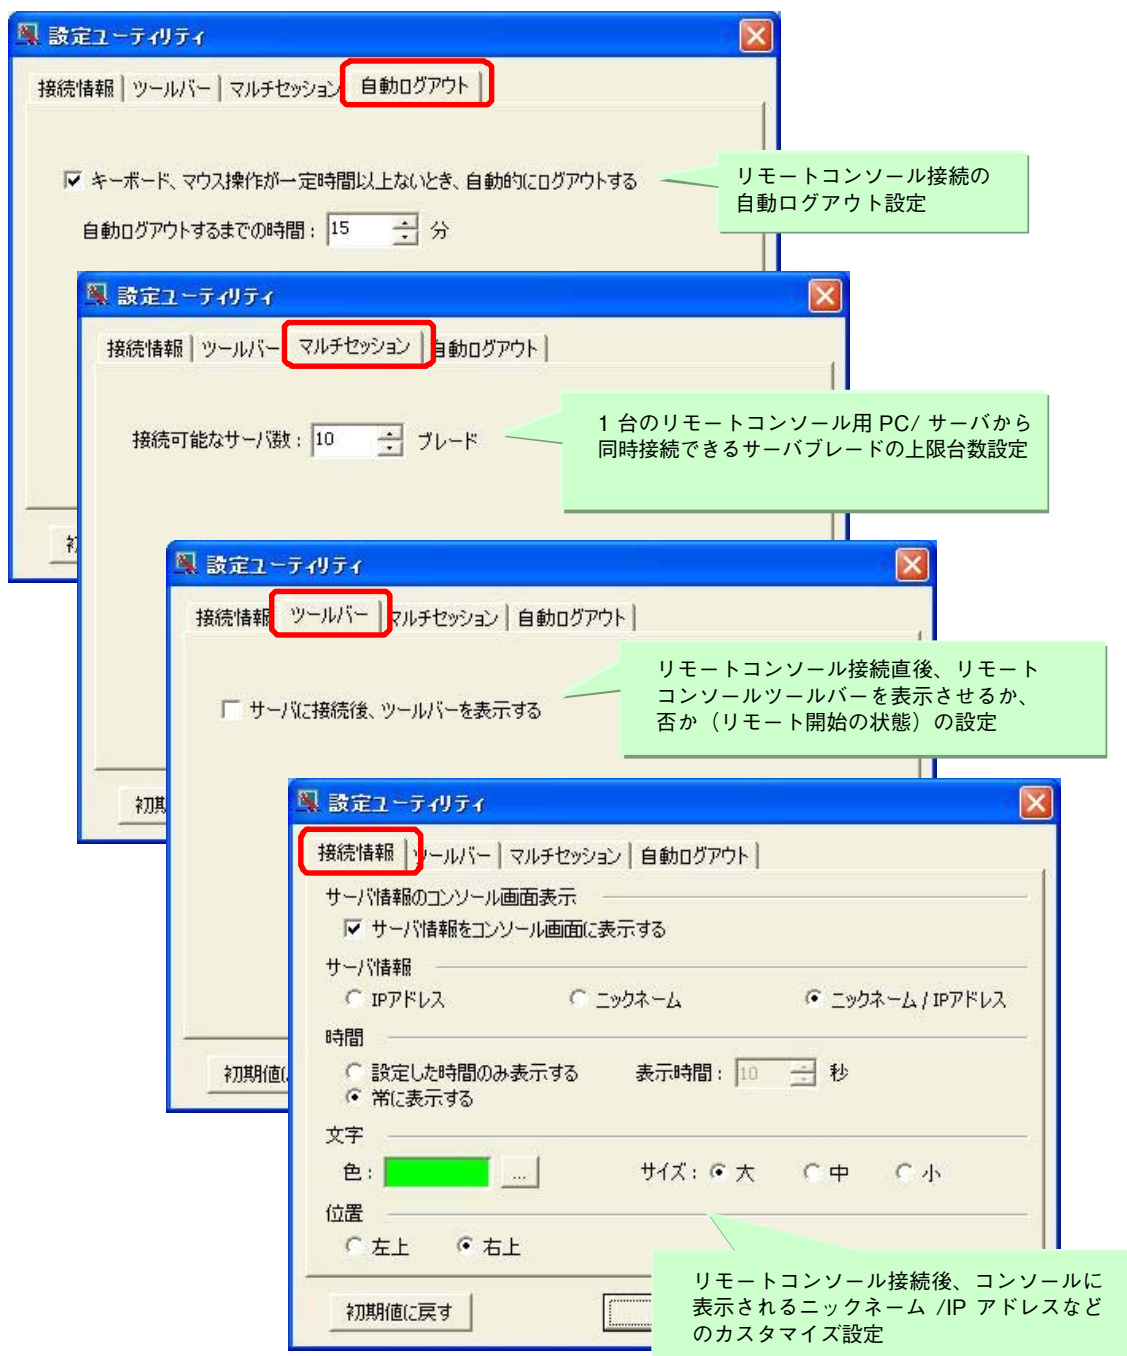 設定ユーティリティ
接続情報 ツールバー マルチセッション 自動ログアウト
キーボード、マウス操作が一定時間以上ないとき、自動的にログアウトする
自動ログアウトするまでの時間： 15 分
リモートコンソール接続の
自動ログアウト設定
設定ユーティリティ
接続情報 ツールバー マルチセッション 自動ログアウト
接続可能なサーバ数： 10 ブレード
1 台のリモートコンソール用 PC/ サーバから
同時接続できるサーバブレードの上限台数設定
設定ユーティリティ
接続情報 ツールバー マルチセッション 自動ログアウト
サーバに接続後、ツールバーを表示する
リモートコンソール接続直後、リモート
コンソールツールバーを表示させるか、
否か（リモート開始の状態）の設定
初期
設定ユーティリティ
接続情報 ツールバー マルチセッション 自動ログアウト
サーバ情報のコンソール画面表示
サーバ情報をコンソール画面に表示する
サーバ情報
IPアドレス ニックネーム ニックネーム / IPアドレス
時間
設定した時間のみ表示する 表示時間： 10 秒
常に表示する
初期値に
文字
色： ... サイズ： 大 中 小
位置
左上 右上
初期値に戻す
リモートコンソール接続後、コンソールに
表示されるニックネーム /IP アドレスなど
のカスタマイズ設定